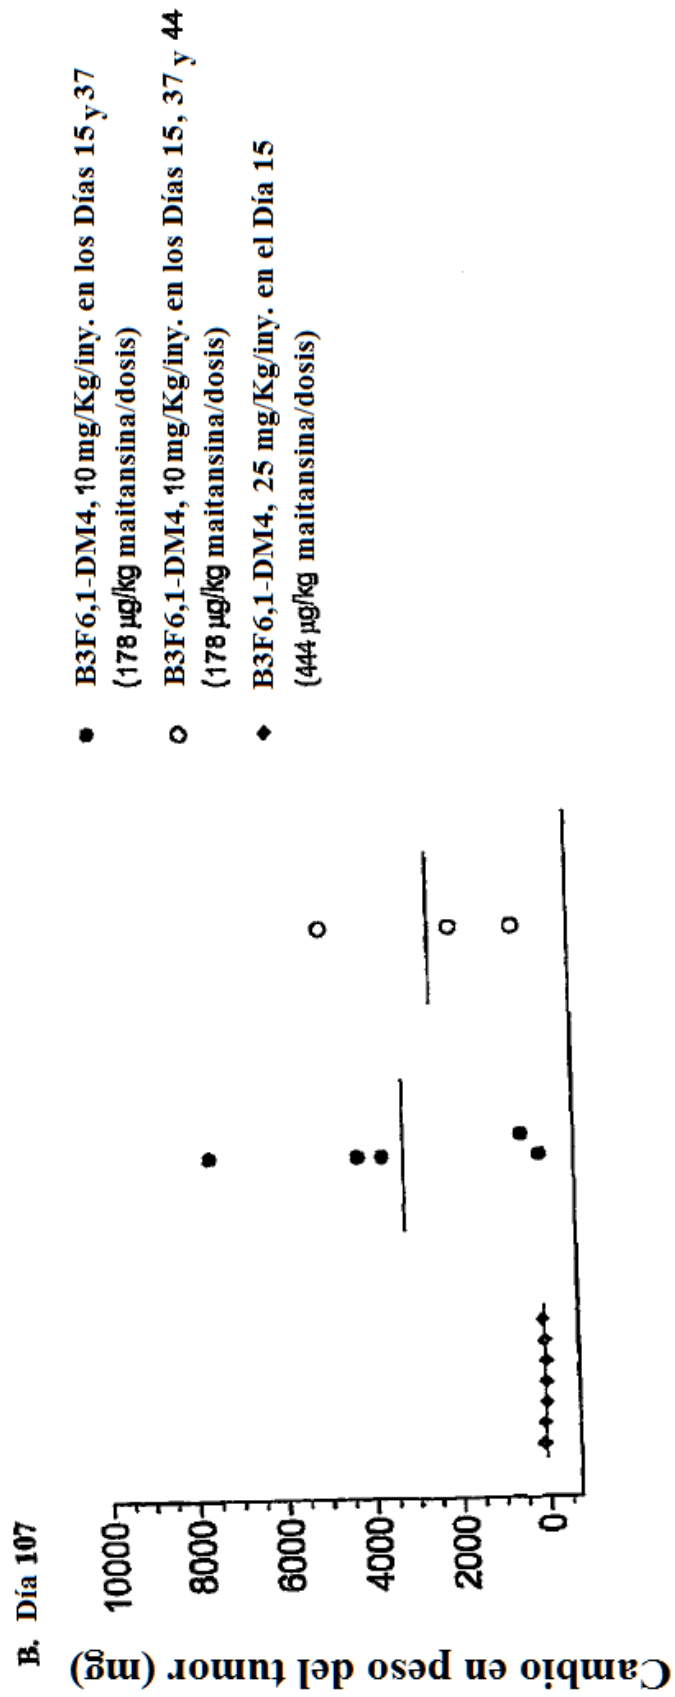 B. Día 107
Cambio en peso del tumor (mg)
10000
8000
6000
4000
2000
0
B3F6,1-DM4, 10 mg/Kg/iny. en los Días 15 y 37
(178 µg/kg maitansina/dosis)
B3F6,1-DM4, 10 mg/Kg/iny. en los Días 15, 37 y 44
(178 µg/kg maitansina/dosis)
B3F6,1-DM4, 25 mg/Kg/iny. en el Día 15
(444 µg/kg maitansina/dosis)